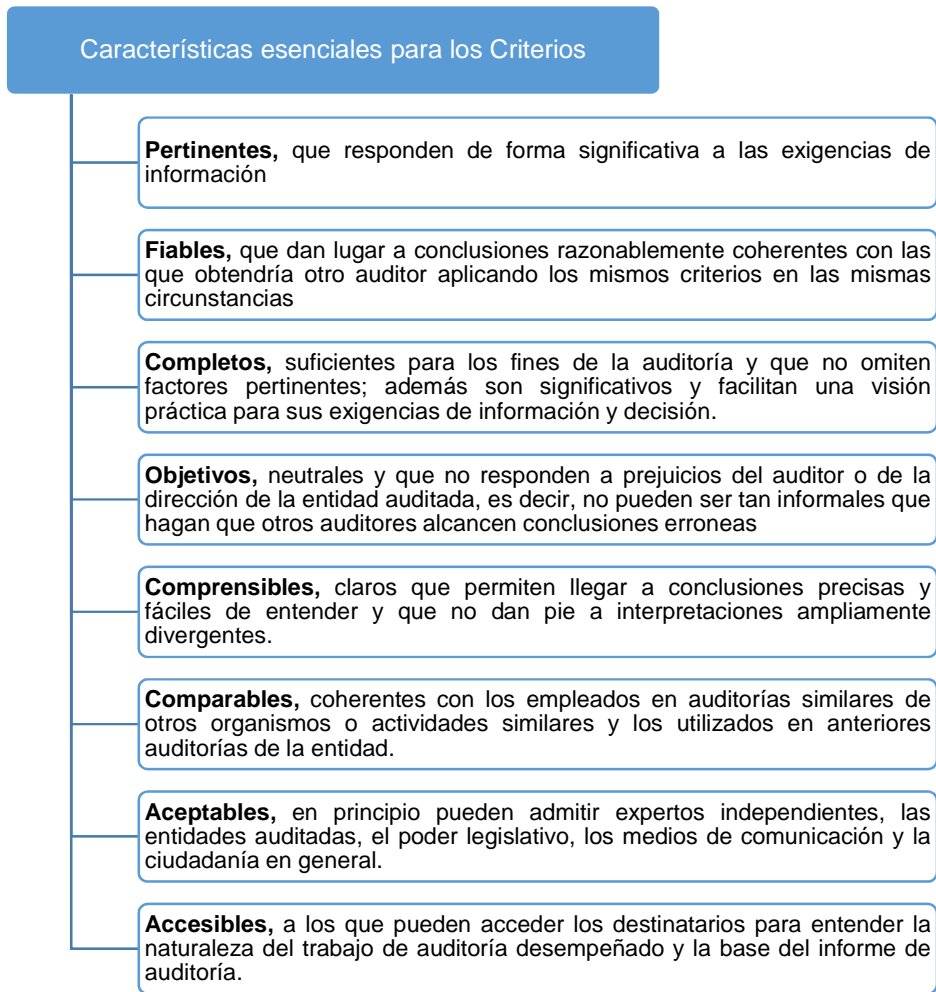 Características esenciales para los Criterios
Pertinentes, que responden de forma significativa a las exigencias de
información
Fiables, que dan lugar a conclusiones razonablemente coherentes con las
que obtendría otro auditor aplicando los mismos criterios en las mismas
circunstancias
Completos, suficientes para los fines de la auditoría y que no omiten
factores pertinentes; además son significativos y facilitan una visión
práctica para sus exigencias de información y decisión.
Objetivos, neutrales y que no responden a prejuicios del auditor o de la
dirección de la entidad auditada, es decir, no pueden ser tan informales que
hagan que otros auditores alcancen conclusiones erroneas
Comprensibles, claros que permiten llegar a conclusiones precisas y
fáciles de entender y que no dan pie a interpretaciones ampliamente
divergentes.
Comparables, coherentes con los empleados en auditorías similares de
otros organismos o actividades similares y los utilizados en anteriores
auditorías de la entidad.
Aceptables, en principio pueden admitir expertos independientes, las
entidades auditadas, el poder legislativo, los medios de comunicación y la
ciudadanía en general.
Accesibles, a los que pueden acceder los destinatarios para entender la
naturaleza del trabajo de auditoría desempeñado y la base del informe de
auditoría.